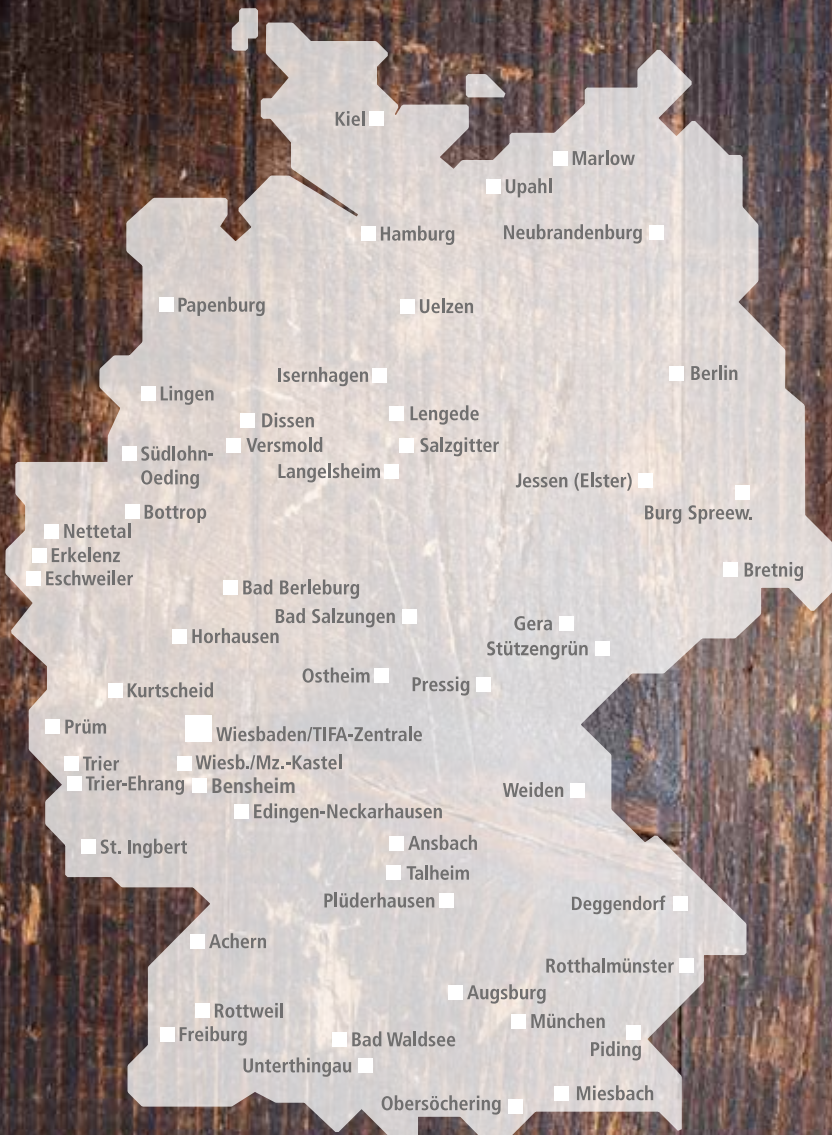 Kiel
Marlow
Upahl
Hamburg
Neubrandenburg
Papenburg
Uelzen
Isernhagen
Berlin
Lingen
Dissen
Lengede
Versmold
Salzgitter
Südlohn-
Oeding
Langelsheim
Jessen (Elster)
Burg Spreew.
Bottrop
Nettetal
Erkelenz
Eschweiler
Bretnig
Bad Berleburg
Bad Salzungen
Gera
Horhausen
Stützengrün
Ostheim
Pressig
Kurtscheid
Prüm
Wiesbaden/TIFA-Zentrale
Trier
Wiesb./Mz.-Kastel
Trier-Ehrang
Bensheim
Weiden
Edingen-Neckarhausen
St. Ingbert
Ansbach
Talheim
Plüderhausen
Deggendorf
Achern
Rotthalmünster
Augsburg
Rottweil
München
Freiburg
Bad Waldsee
Piding
Unterthingau
Miesbach
Obersöchering